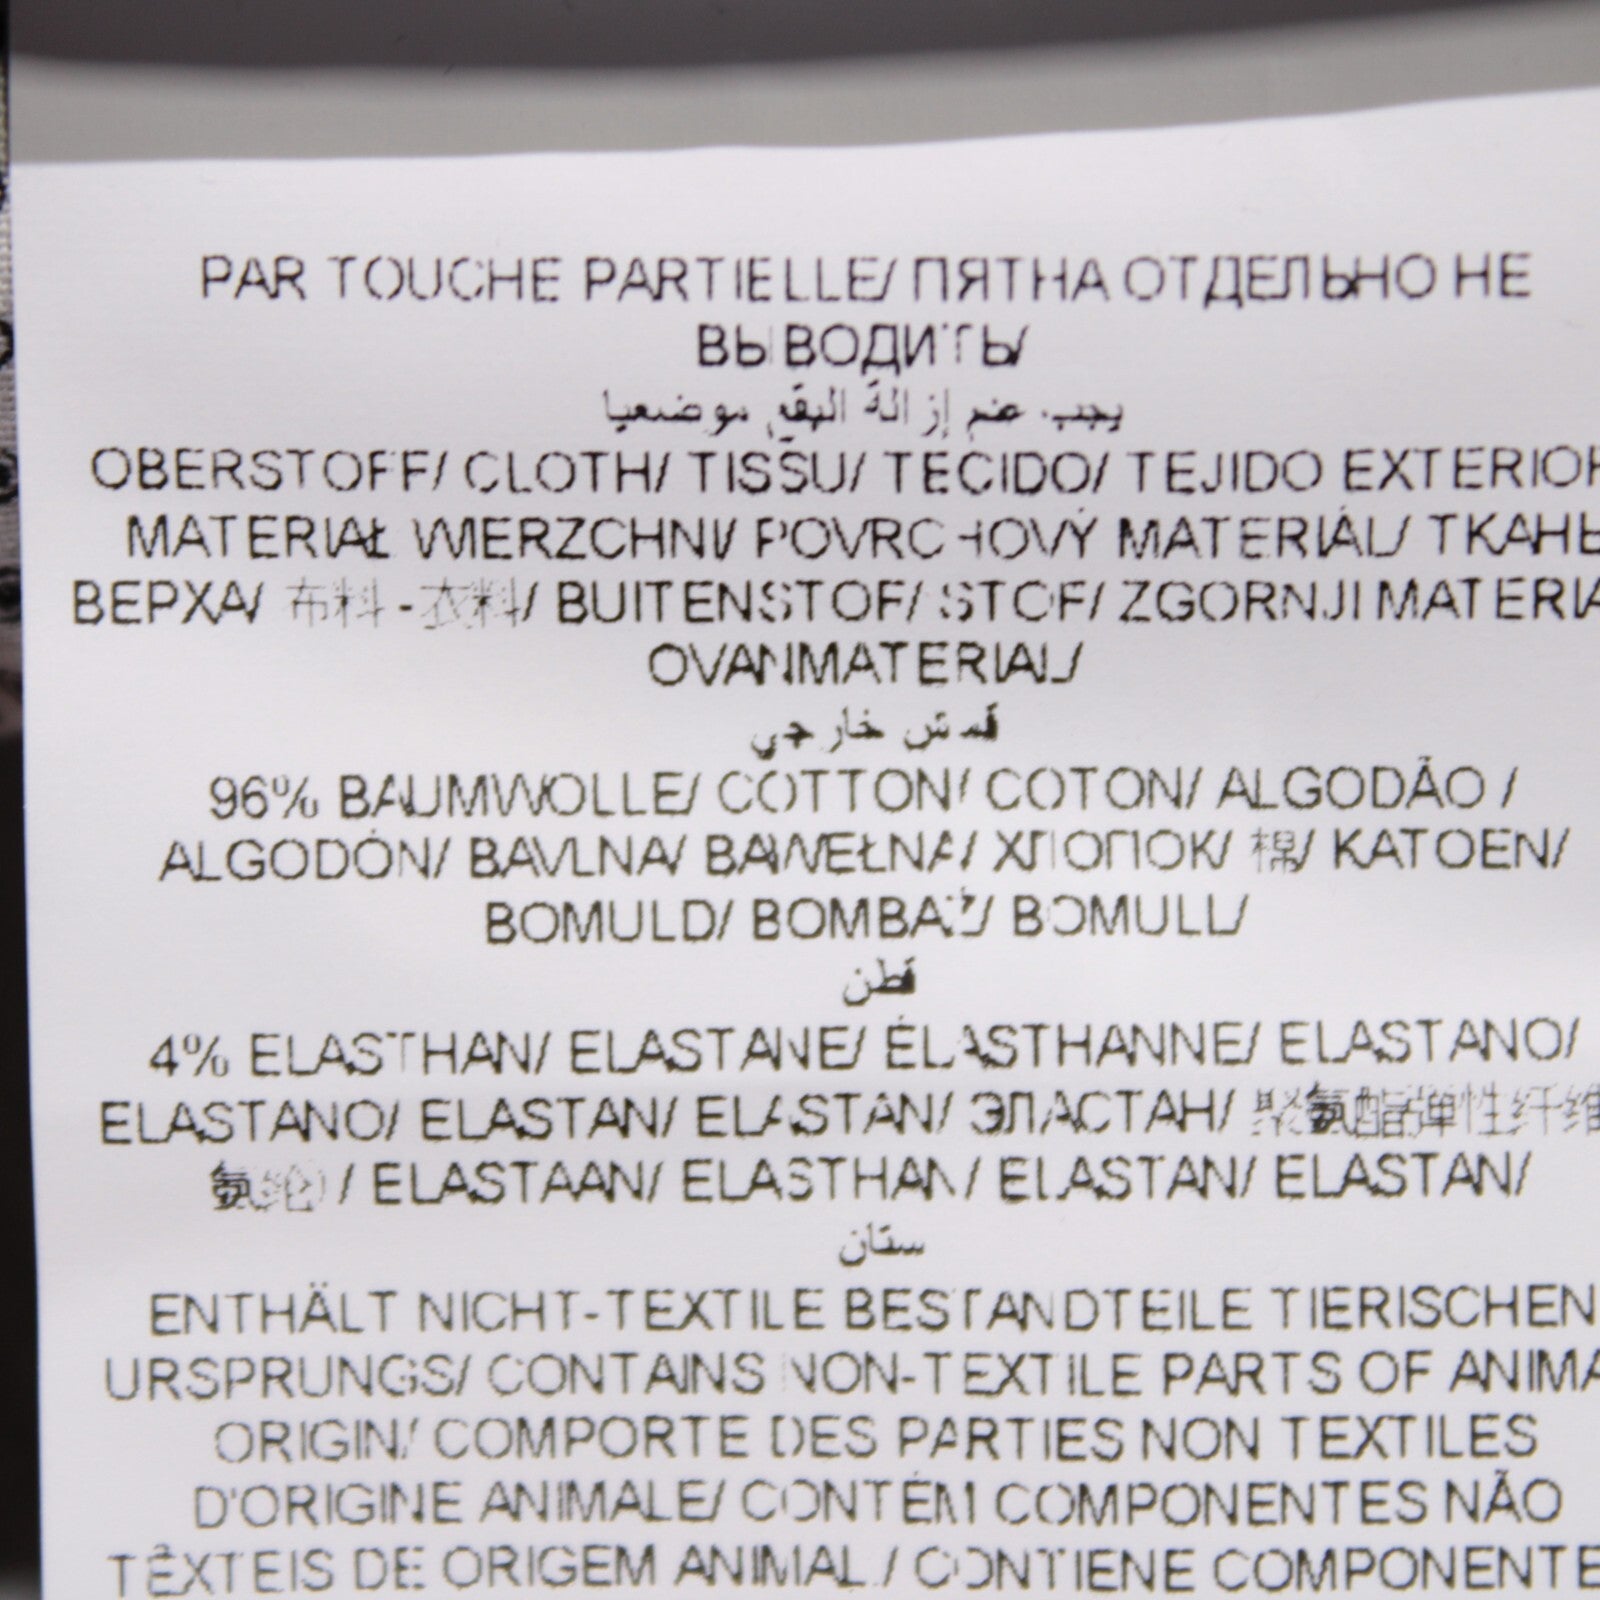 PAR TOUCHE PARTIELLE/ ПЯТНА ОТДЕЛЬНО НЕ
ВЫВОДИТЬ/
يجب عدم إزالة البقع موضعيا
OBERSTOFF/ CLOTH/ TISSU/ TECIDO/ TEJIDO EXTERIOR
MATERIAŁ WIERZCHNI/ POVRCHOVÝ MATERIÁL/ ТКАНЬ
ВЕРХА/ 布料 - 衣料/ BUITENSTOF/ STOF/ ZGORNJI MATERIA
OVANMATERIAL/
قماش خارجي
96% BAUMWOLLE/ COTTON/ COTON/ ALGODÃO /
ALGODÓN/ BAVLNA/ BAWEŁNA/ ХЛОПОК/ 棉/ KATOEN/
BOMULD/ BOMBAŽ/ BOMULL/
قطن
4% ELASTHAN/ ELASTANE/ ÉLASTHANNE/ ELASTANO/
ELASTANO/ ELASTAN/ ELASTAN/ ЭЛАСТАН/ 聚氨酯弹性纤维
氨纶) / ELASTAAN/ ELASTHAN/ ELASTAN/ ELASTAN/
ستان
ENTHÄLT NICHT-TEXTILE BESTANDTEILE TIERISCHEN
URSPRUNGS/ CONTAINS NON-TEXTILE PARTS OF ANIMA
ORIGIN/ COMPORTE DES PARTIES NON TEXTILES
D'ORIGINE ANIMALE/ CONTÉM COMPONENTES NÃO
TÊXTEIS DE ORIGEM ANIMAL / CONTIENE COMPONENTE